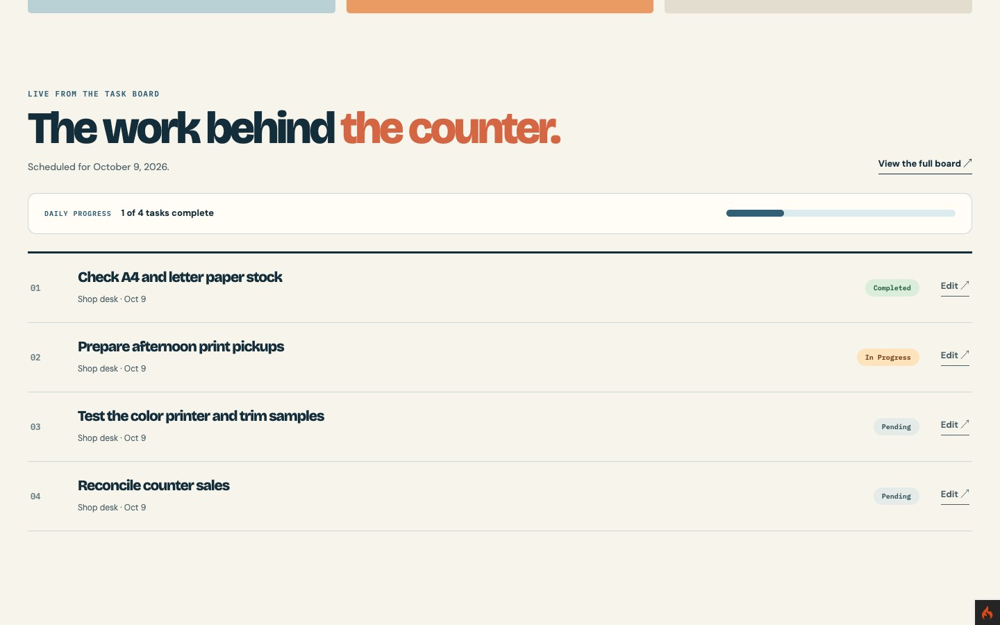 LIVE FROM THE TASK BOARD
The work behind the counter.
Scheduled for October 9, 2026.
View the full board ↗
DAILY PROGRESS 1 of 4 tasks complete
01
Check A4 and letter paper stock
Shop desk · Oct 9
Completed
Edit ↗
02
Prepare afternoon print pickups
Shop desk · Oct 9
In Progress
Edit ↗
03
Test the color printer and trim samples
Shop desk · Oct 9
Pending
Edit ↗
04
Reconcile counter sales
Shop desk · Oct 9
Pending
Edit ↗